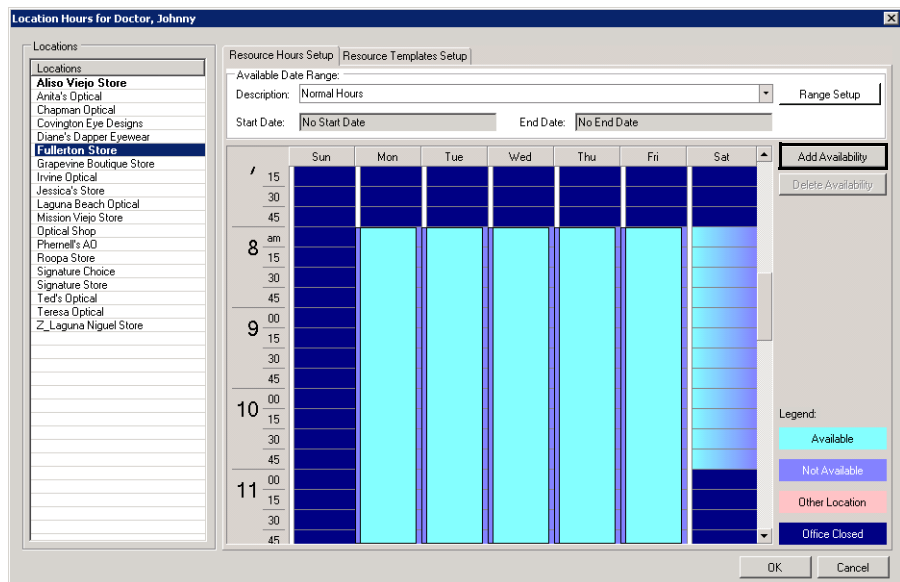 Location Hours for Doctor, Johnny
Locations
Locations
Aliso Viejo Store
Anita's Optical
Chapman Optical
Covington Eye Designs
Diane's Dapper Eyewear
Fullerton Store
Grapevine Boutique Store
Irvine Optical
Jessica's Store
Laguna Beach Optical
Mission Viejo Store
Optical Shop
Phernell's AO
Roopa Store
Signature Choice
Signature Store
Ted's Optical
Teresa Optical
Z_Laguna Niguel Store
Resource Hours Setup Resource Templates Setup
Available Date Range:
Description: Normal Hours Range Setup
Start Date: No Start Date End Date: No End Date
Sun Mon Tue Wed Thu Fri Sat Add Availability
15 Delete Availability
30
45
8 am
15
30
45
9 00
15
30
45
10 00
15
30
45
11 00
15
30
45
Legend:
Available
Not Available
Other Location
Office Closed
OK Cancel